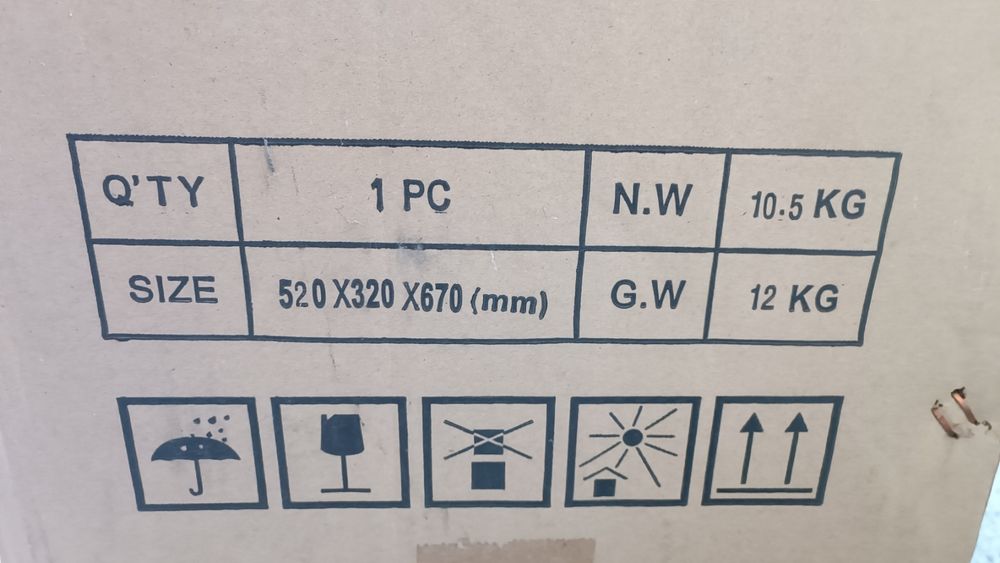 Q'TY 1 PC N.W 10.5 KG
SIZE 520 X320 X670 (mm) G.W 12 KG